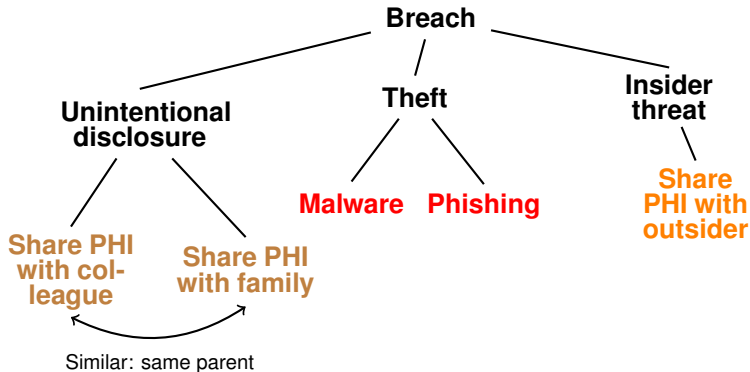 Breach
Unintentional
disclosure
Theft
Insider
threat
Malware
Phishing
Share
PHI with
outsider
Share PHI
with col-
league
Share PHI
with family
Similar: same parent